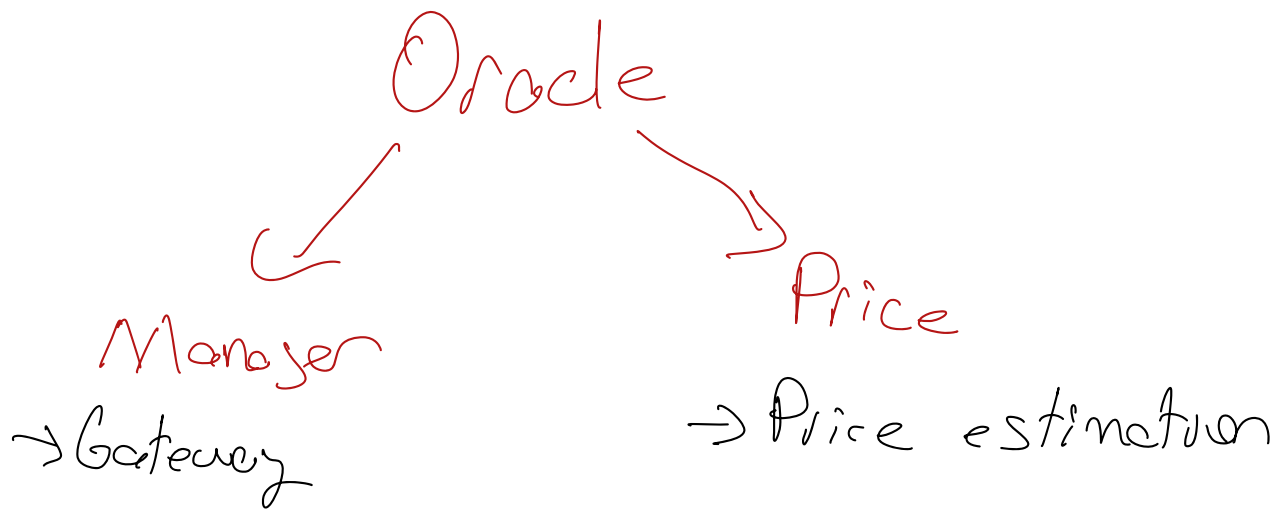 Oracle
Manager
→ Gateway
Price
→ Price estimation